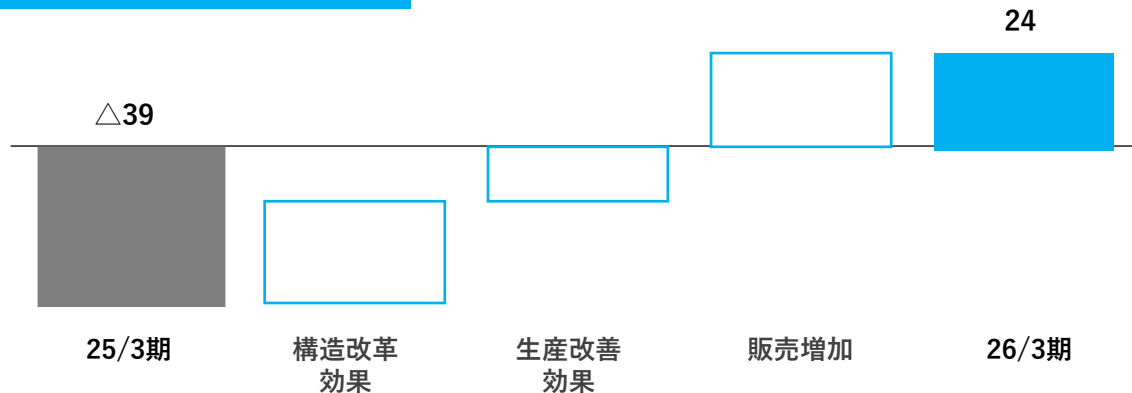 24
△39
25/3期
構造改革
効果
生産改善
効果
販売増加
26/3期